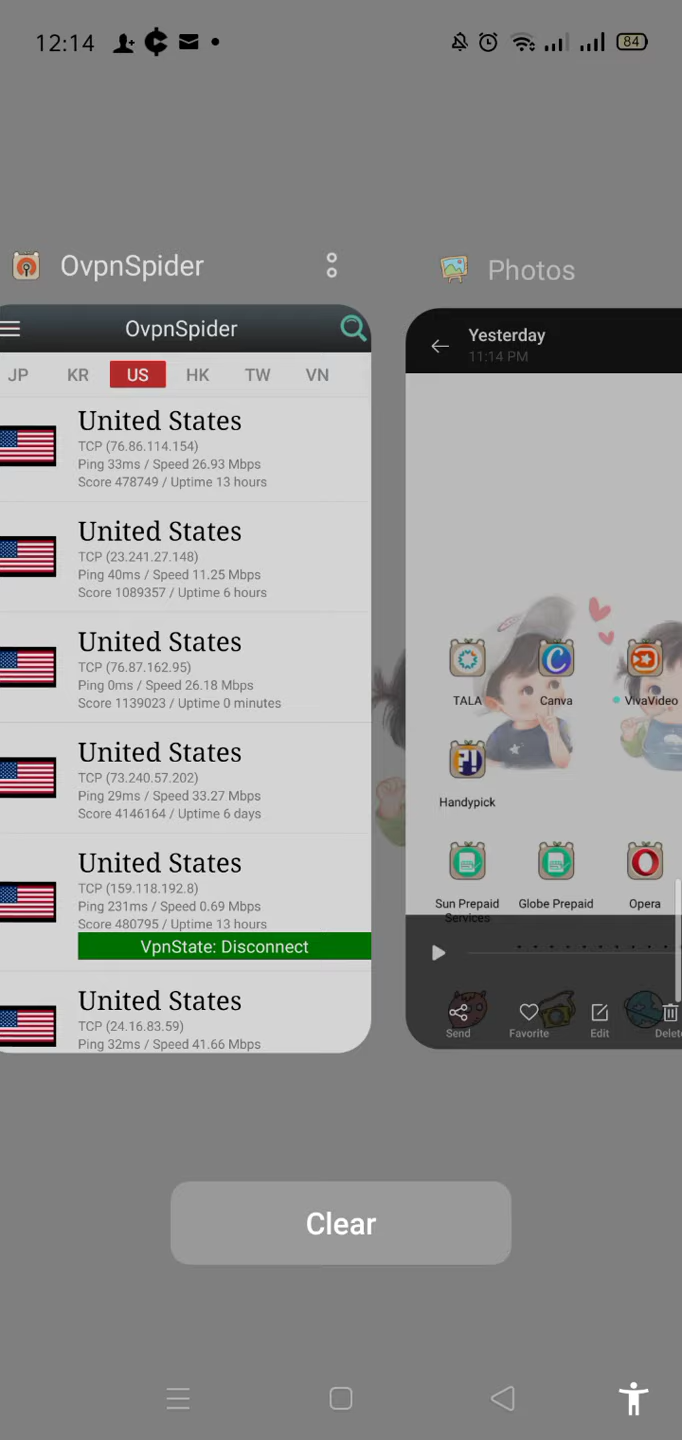 12:14
84
OvpnSpider
OvpnSpider
JP KR US HK TW VN
United States
TCP (76.86.114.154)
Ping 33ms / Speed 26.93 Mbps
Score 478749 / Uptime 13 hours
United States
TCP (23.241.27.148)
Ping 40ms / Speed 11.25 Mbps
Score 1089357 / Uptime 6 hours
United States
TCP (76.87.162.95)
Ping 0ms / Speed 26.18 Mbps
Score 1139023 / Uptime 0 minutes
United States
TCP (73.240.57.202)
Ping 29ms / Speed 33.27 Mbps
Score 4146164 / Uptime 6 days
United States
TCP (159.118.192.8)
Ping 231ms / Speed 0.69 Mbps
Score 480795 / Uptime 13 hours
VpnState: Disconnect
United States
TCP (24.16.83.59)
Ping 32ms / Speed 41.66 Mbps
Photos
Yesterday
11:14 PM
TALA Canva VivaVideo
Handypick
Sun Prepaid Services
Globe Prepaid
Opera
Send Favorite Edit Delete
Clear